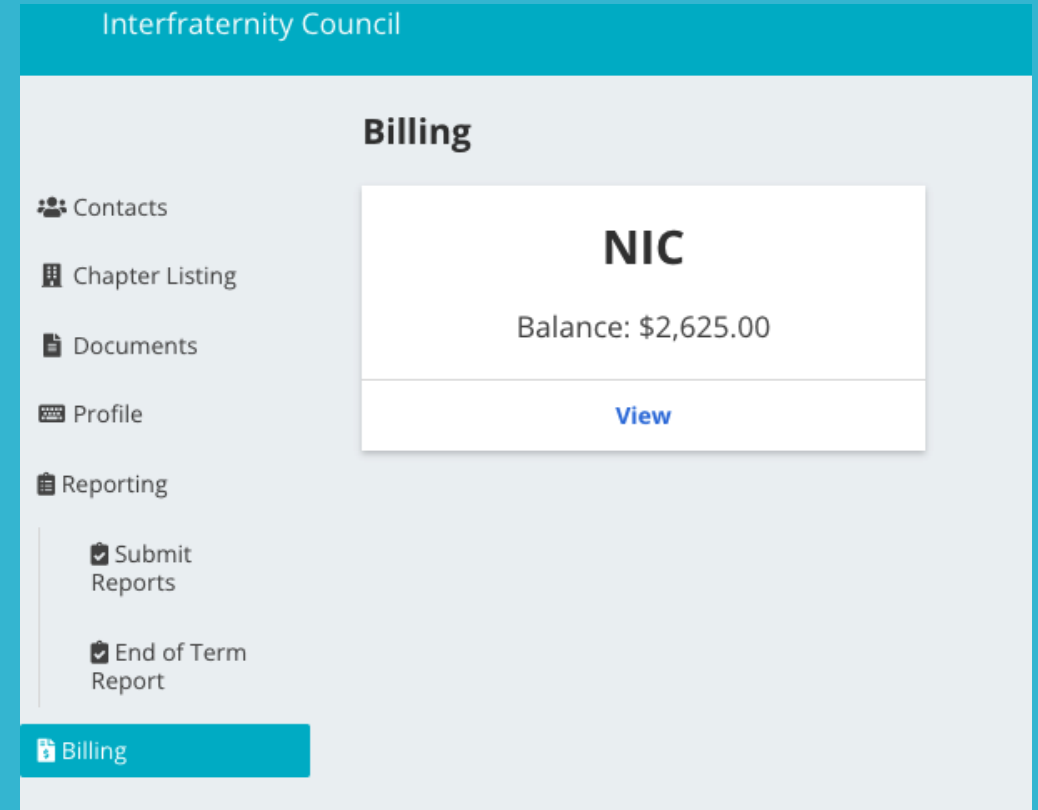 Interfraternity Council
Billing
Contacts
Chapter Listing
Documents
Profile
Reporting
Submit
Reports
End of Term
Report
Billing
NIC
Balance: $2,625.00
View